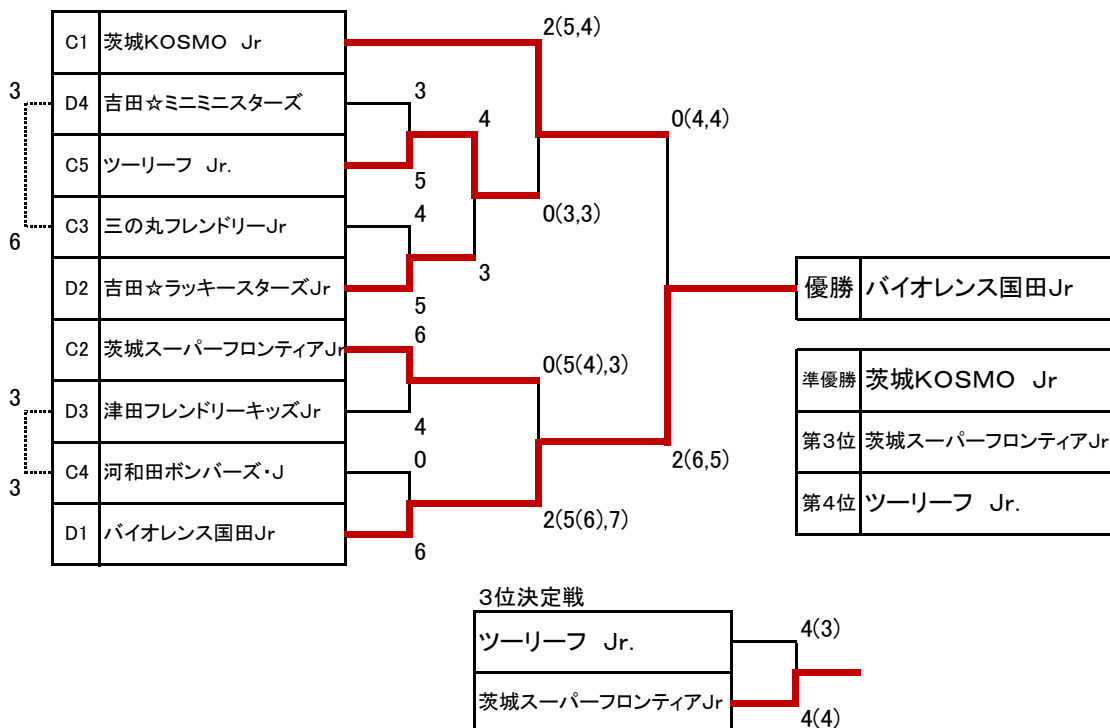 C1 茨城KOSMO Jr
2(5,4)
3
D4 吉田☆ミニミニスターズ
3
4
0(4,4)
C5 ツーリーフ Jr.
5
4
0(3,3)
6
C3 三の丸フレンドリーJr
3
D2 吉田☆ラッキースターズJr
5
優勝 バイオレンス国田Jr
6
C2 茨城スーパーフロンティアJr
0(5(4),3)
準優勝 茨城KOSMO Jr
3
D3 津田フレンドリーキッズJr
4
第3位 茨城スーパーフロンティアJr
0
2(6,5)
3
C4 河和田ボンバーズ・J
第4位 ツーリーフ Jr.
2(5(6),7)
D1 バイオレンス国田Jr
6
3位決定戦
ツーリーフ Jr.
4(3)
茨城スーパーフロンティアJr
4(4)